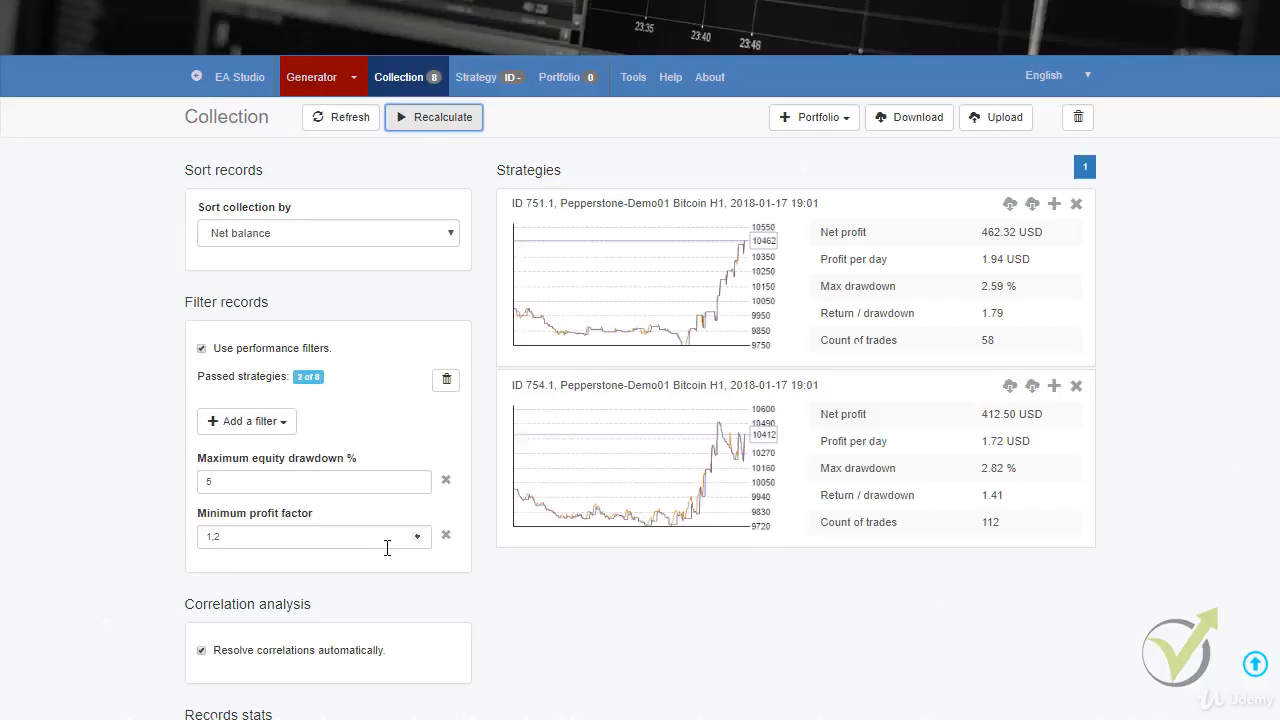 23:35
23:40
23:46
EA Studio
Generator
Collection 8
Strategy ID -
Portfolio 0
Tools
Help
About
English
Collection
Refresh
Recalculate
Portfolio
Download
Upload
Sort records
Sort collection by
Net balance
Filter records
Use performance filters.
Passed strategies: 2 of 8
Add a filter
Maximum equity drawdown %
5
Minimum profit factor
1,2
Correlation analysis
Resolve correlations automatically.
Records stats
Strategies
1
ID 751.1, Pepperstone-Demo01 Bitcoin H1, 2018-01-17 19:01
10550
10462
10350
10250
10150
10050
9950
9850
9750
Net profit 462.32 USD
Profit per day 1.94 USD
Max drawdown 2.59 %
Return / drawdown 1.79
Count of trades 58
ID 754.1, Pepperstone-Demo01 Bitcoin H1, 2018-01-17 19:01
10600
10490
10412
10270
10160
10050
9940
9830
9720
Net profit 412.50 USD
Profit per day 1.72 USD
Max drawdown 2.82 %
Return / drawdown 1.41
Count of trades 112
Udemy